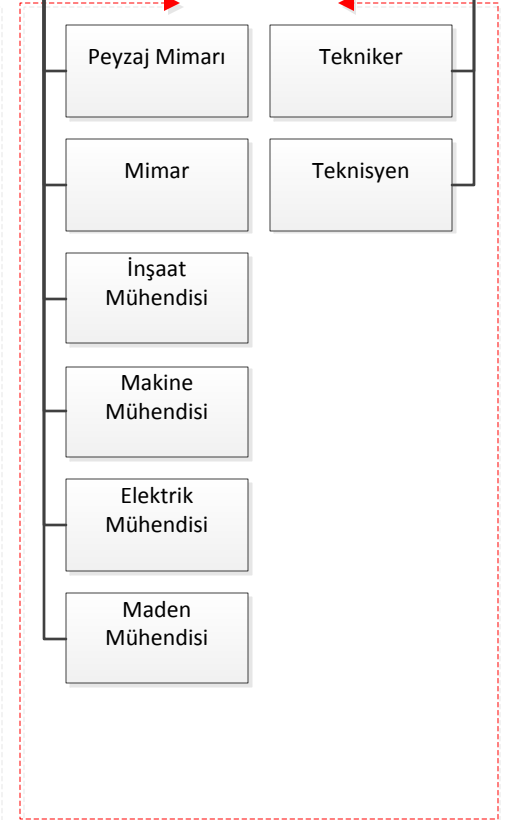 Peyzaj Mimarı
Tekniker
Mimar
Teknisyen
İnşaat
Mühendisi
Makine
Mühendisi
Elektrik
Mühendisi
Maden
Mühendisi